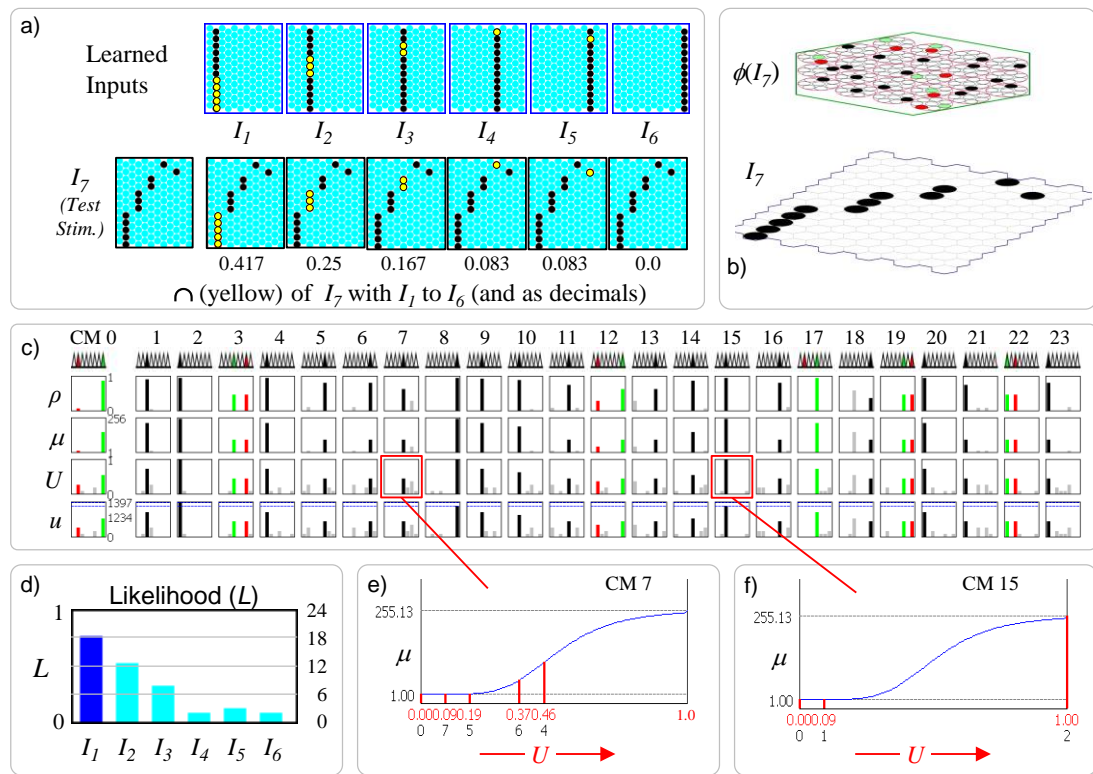 a)
Learned
Inputs
I1 I2 I3 I4 I5 I6
I7
(Test
Stim.)
0.417 0.25 0.167 0.083 0.083 0.0
∩ (yellow) of I7 with I1 to I6 (and as decimals)
ϕ(I7)
I7
b)
c) CM 0 1 2 3 4 5 6 7 8 9 10 11 12 13 14 15 16 17 18 19 20 21 22 23
ρ 1 0
μ 256 1
U 1 0
u 1397 1234 0
d)
Likelihood (L)
1 24
18
L 12
6
0 0
I1 I2 I3 I4 I5 I6
e) CM 7
255.13
μ
1.00
0.00 0.09 0.19 0.37 0.46 1.0
0 7 5 6 4
U
f) CM 15
255.13
μ
1.00
0.00 0.09 1.00
0 1 2
U